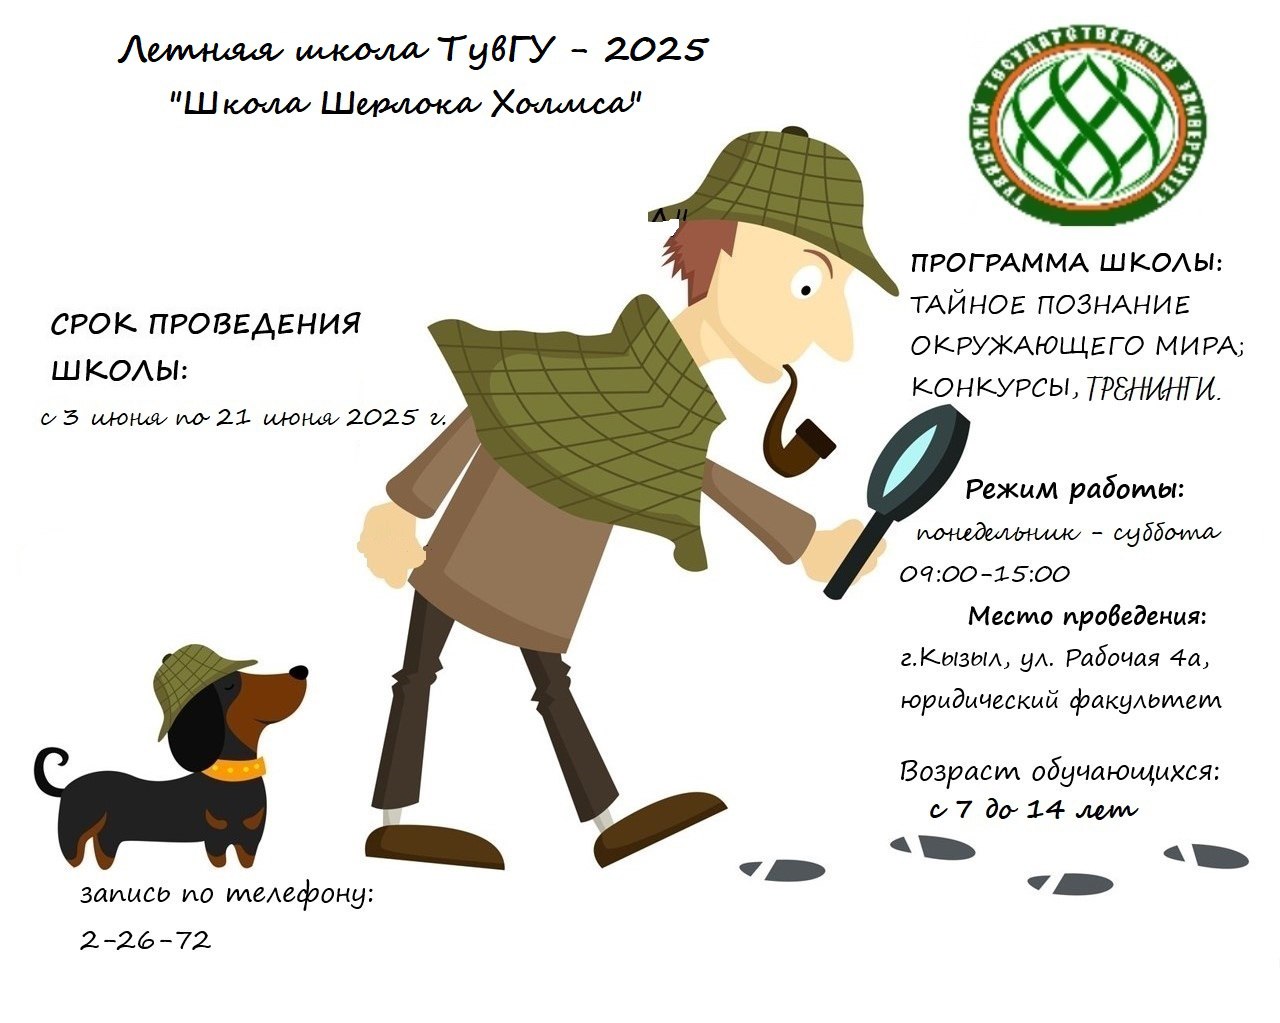 Летняя школа ТувГУ - 2025
"Школа Шерлока Холмса"
ТУВИНСКИЙ ГОСУДАРСТВЕННЫЙ УНИВЕРСИТЕТ
СРОК ПРОВЕДЕНИЯ
ШКОЛЫ:
с 3 июня по 21 июня 2025 г.
ПРОГРАММА ШКОЛЫ:
ТАЙНОЕ ПОЗНАНИЕ
ОКРУЖАЮЩЕГО МИРА;
КОНКУРСЫ, ТРЕНИНГИ.
Режим работы:
понедельник - суббота
09:00-15:00
Место проведения:
г.Кызыл, ул. Рабочая 4а,
юридический факультет
Возраст обучающихся:
с 7 до 14 лет
запись по телефону:
2-26-72